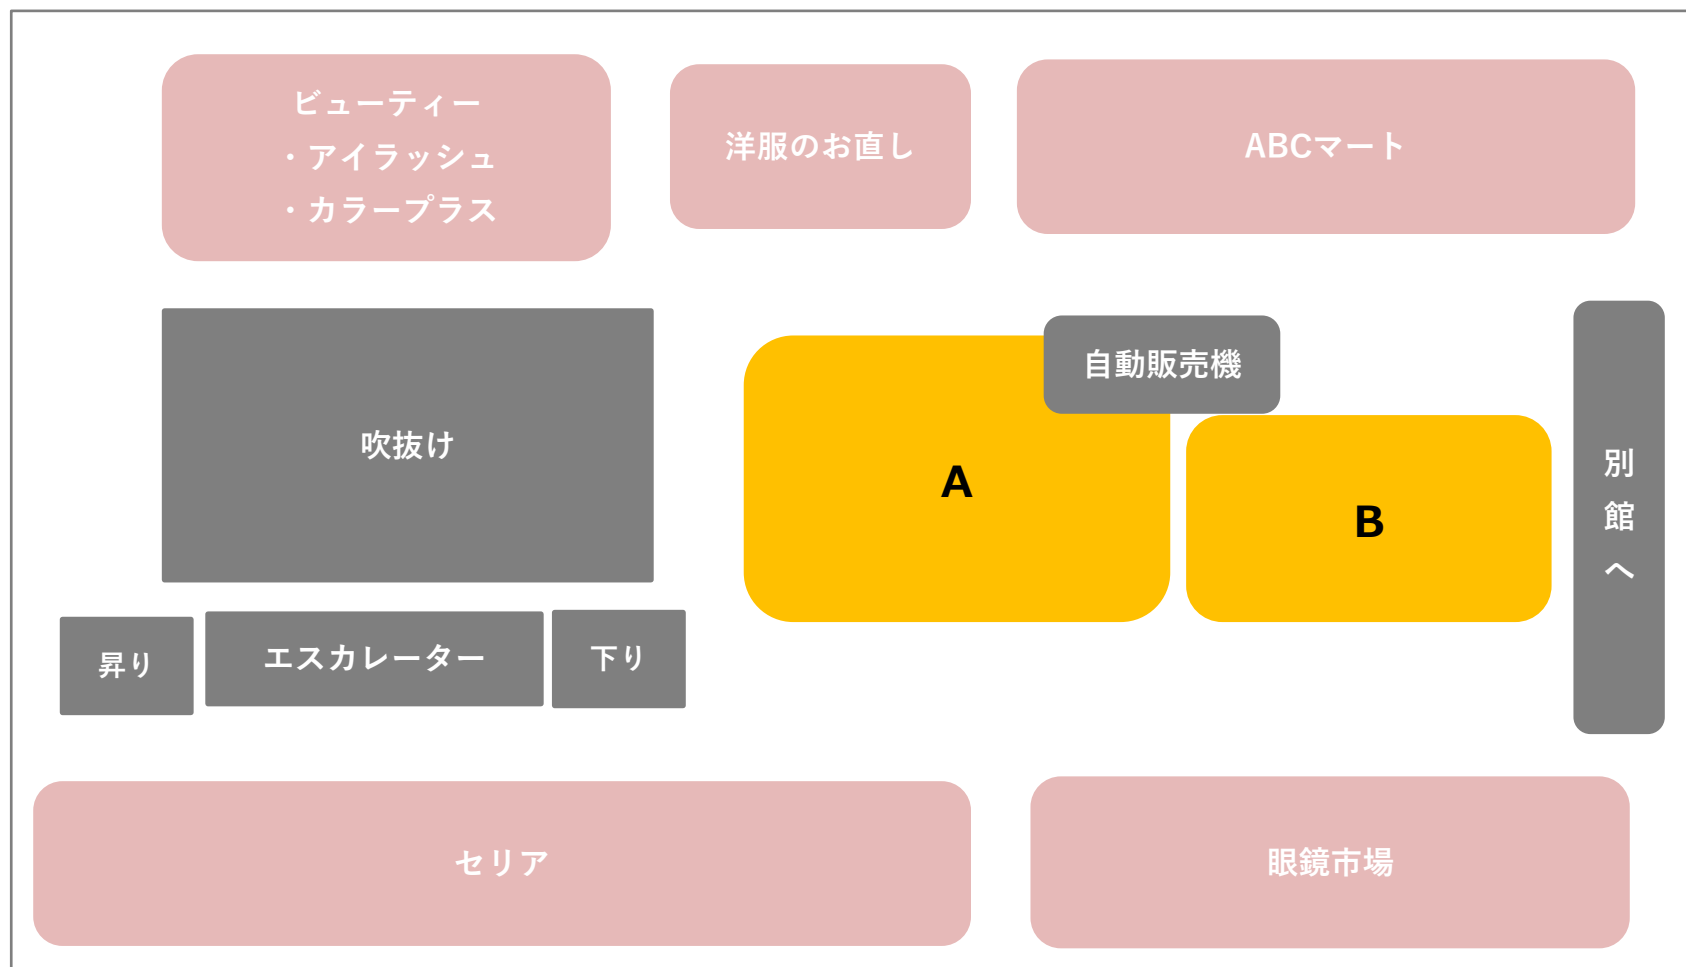 ビューティー
・アイラッシュ
・カラープラス
洋服のお直し
ABCマート
自動販売機
吹抜け
A
B
別館へ
昇り
エスカレーター
下り
セリア
眼鏡市場